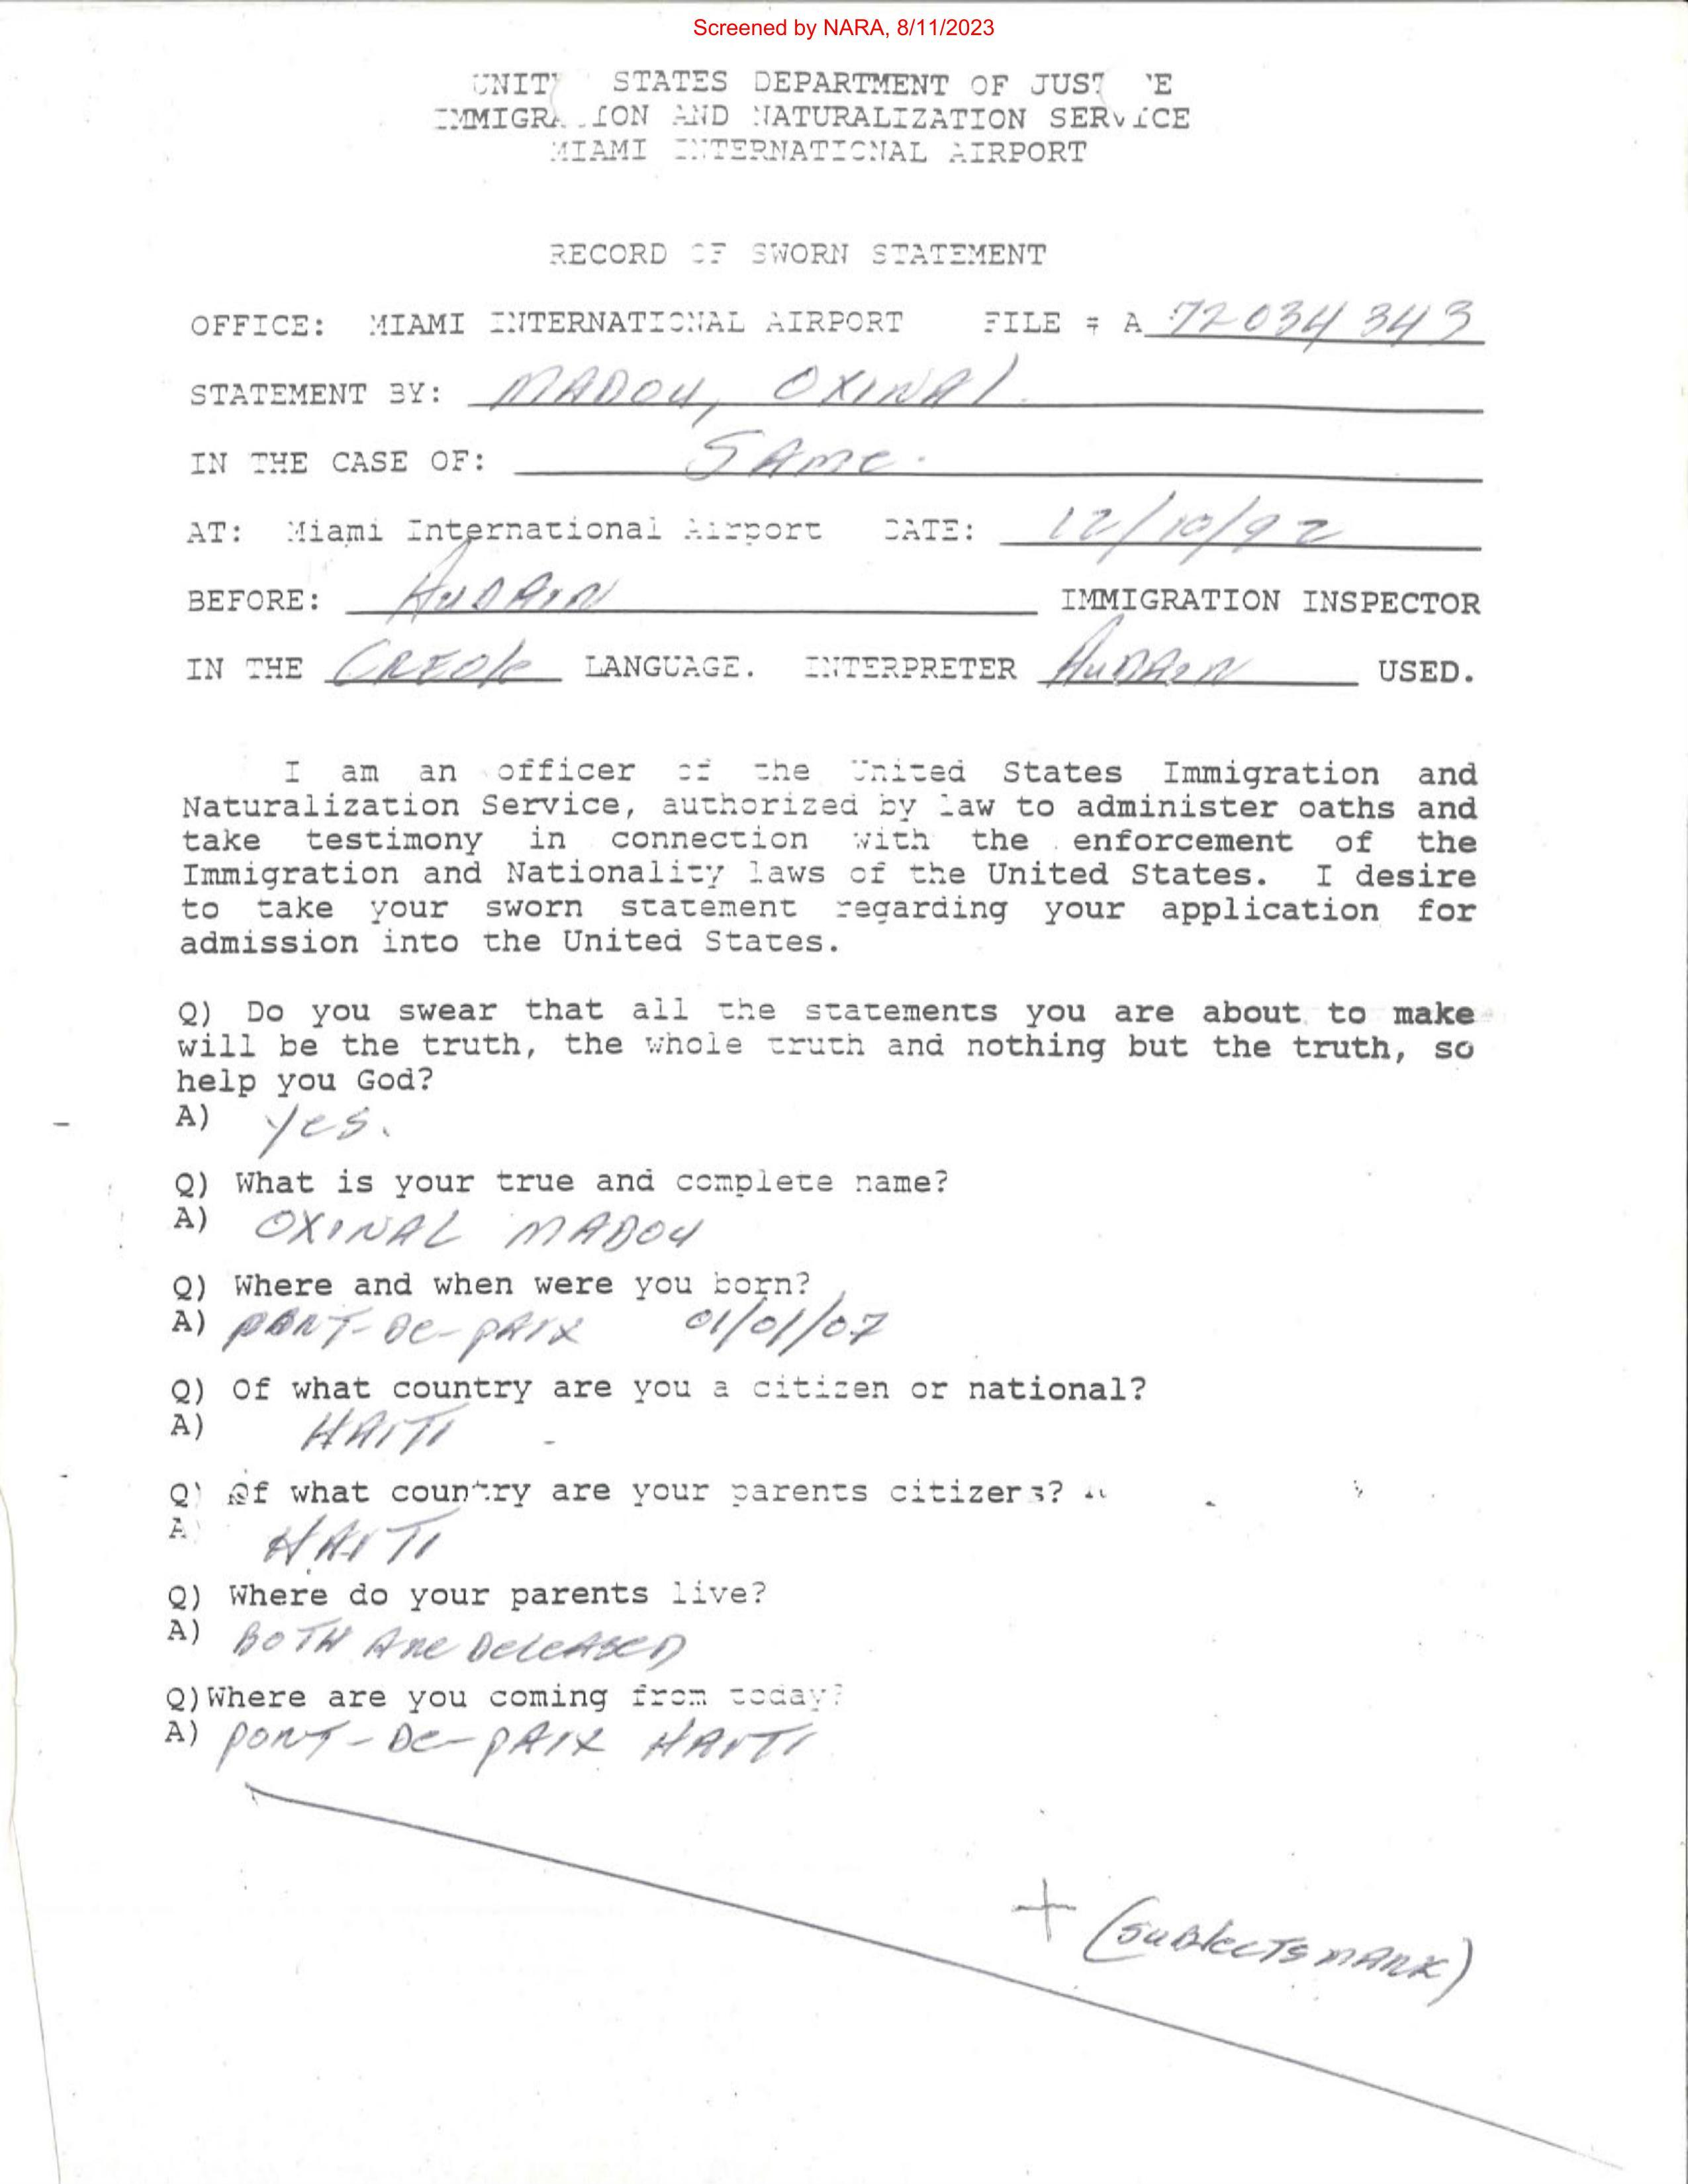 Screened by NARA, 8/11/2023
UNIT STATES DEPARTMENT OF JUST E
IMMIGRA ION AND NATURALIZATION SERVICE
MIAMI INTERNATIONAL AIRPORT
RECORD OF SWORN STATEMENT
OFFICE: MIAMI INTERNATIONAL AIRPORT FILE # A 72034343
STATEMENT BY: MADOU, OXINAL
IN THE CASE OF: SAME.
AT: Miami International Airport DATE: 12/10/92
BEFORE: AUDAIN IMMIGRATION INSPECTOR
IN THE CREOLE LANGUAGE. INTERPRETER AUDAIN USED.
I am an officer of the United States Immigration and
Naturalization Service, authorized by law to administer oaths and
take testimony in connection with the enforcement of the
Immigration and Nationality laws of the United States. I desire
to take your sworn statement regarding your application for
admission into the United States.
Q) Do you swear that all the statements you are about to make
will be the truth, the whole truth and nothing but the truth, so
help you God?
A) yes.
Q) What is your true and complete name?
A) OXINAL MADOU
Q) Where and when were you born?
A) PORT-DE-PAIX 01/01/07
Q) Of what country are you a citizen or national?
A) HAITI
Q) Of what country are your parents citizens?
A) HAITI
Q) Where do your parents live?
A) BOTH ARE DECEASED
Q) Where are you coming from today?
A) PORT-DE-PAIX HAITI
+ (SUBJECTS MARK)